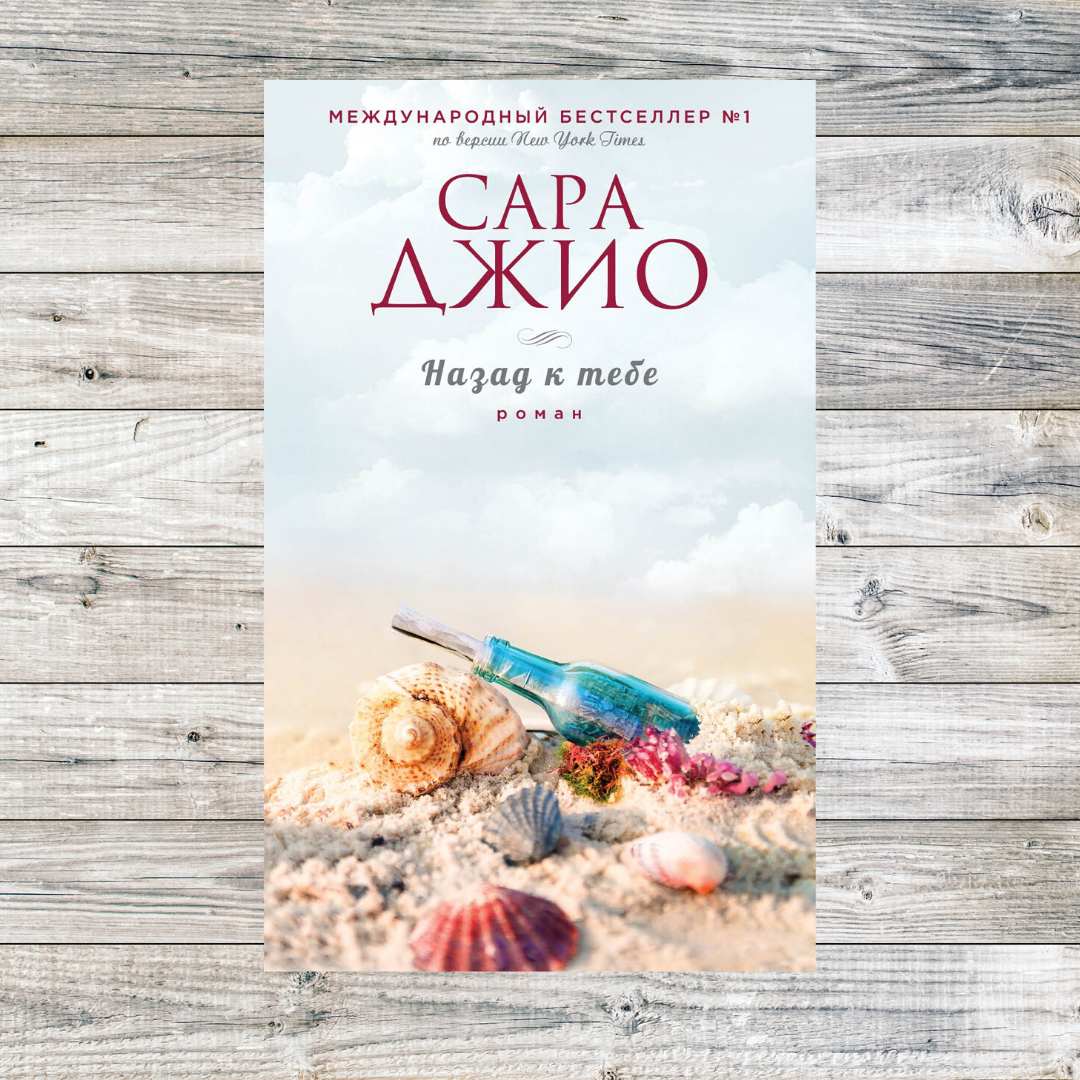 МЕЖДУНАРОДНЫЙ БЕСТСЕЛЛЕР №1
по версии New York Times
САРА
ДЖИО
Назад к тебе
роман